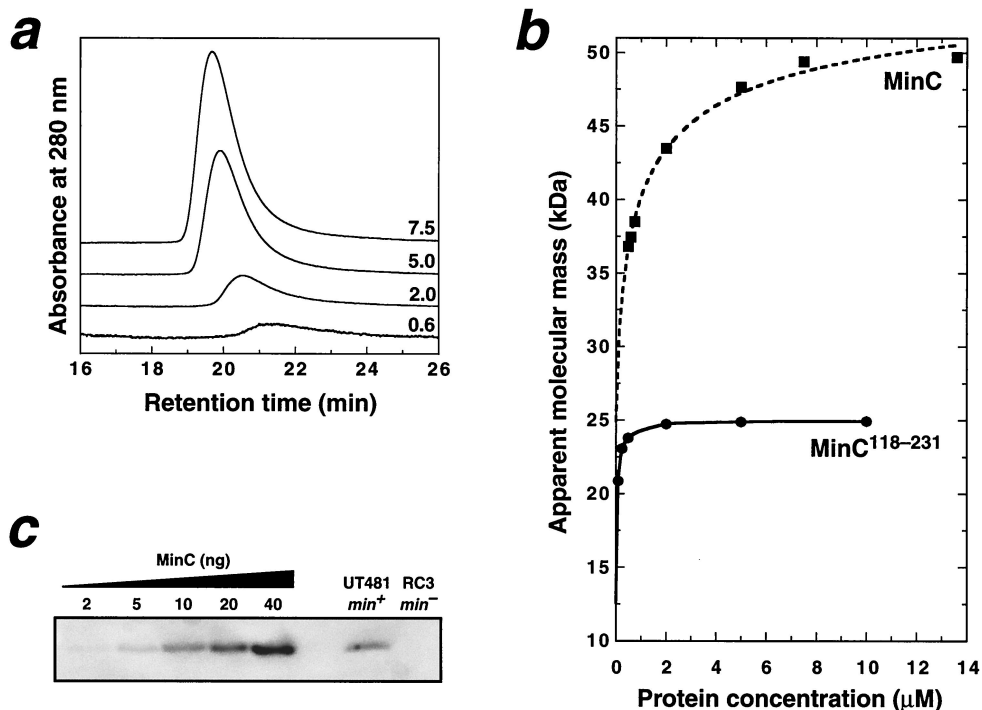 a
Absorbance at 280 nm
7.5
5.0
2.0
0.6
16 18 20 22 24 26
Retention time (min)
b
Apparent molecular mass (kDa)
50
45
40
35
30
25
20
15
10
MinC
MinC118–231
0 2 4 6 8 10 12 14
Protein concentration (μM)
c
MinC (ng)
2 5 10 20 40
UT481 RC3
min+ min–